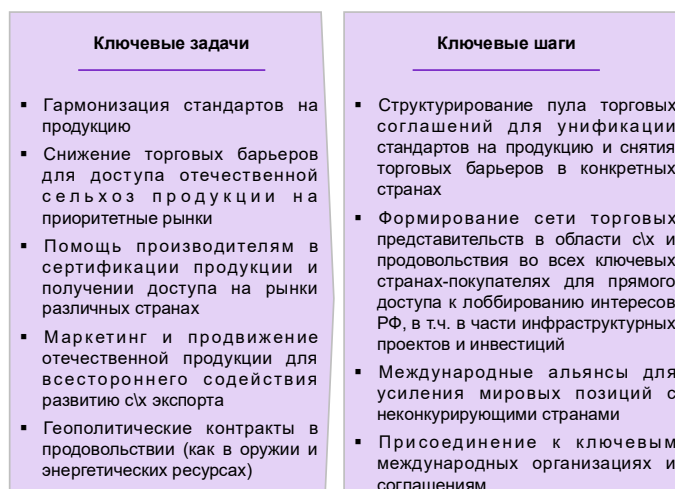 Ключевые задачи
Гармонизация стандартов на
продукцию
Снижение торговых барьеров
для доступа отечественной
сельхоз продукции на
приоритетные рынки
Помощь производителям в
сертификации продукции и
получении доступа на рынки
различных странах
Маркетинг и продвижение
отечественной продукции для
всестороннего содействия
развитию с\х экспорта
Геополитические контракты в
продовольствии (как в оружии и
энергетических ресурсах)
Ключевые шаги
Структурирование пула торговых
соглашений для унификации
стандартов на продукцию и снятия
торговых барьеров в конкретных
странах
Формирование сети торговых
представительств в области с\х и
продовольствия во всех ключевых
странах-покупателях для прямого
доступа к лоббированию интересов
РФ, в т.ч. в части инфраструктурных
проектов и инвестиций
Международные альянсы для
усиления мировых позиций с
неконкурирующими странами
Присоединение к ключевым
международных организациях и
соглашениям